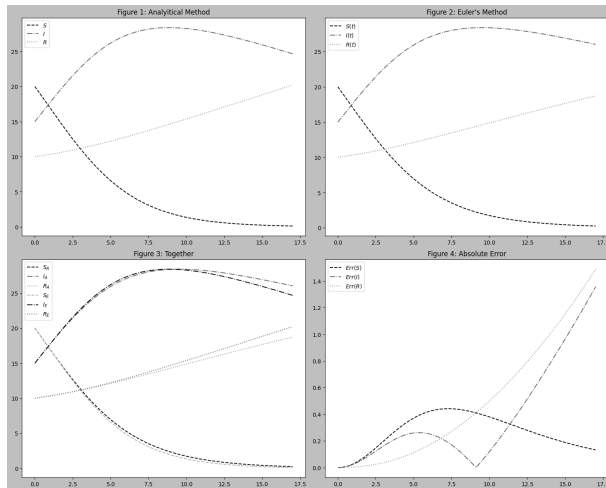 Figure 1: Analyitical Method
S
I
R
25
20
15
10
5
0
0.0 2.5 5.0 7.5 10.0 12.5 15.0 17.5
Figure 2: Euler's Method
S(t)
I(t)
R(t)
25
20
15
10
5
0
0.0 2.5 5.0 7.5 10.0 12.5 15.0 17.5
Figure 3: Together
S_A
I_A
R_A
S_E
I_E
R_E
25
20
15
10
5
0
0.0 2.5 5.0 7.5 10.0 12.5 15.0 17.5
Figure 4: Absolute Error
Err(S)
Err(I)
Err(R)
1.4
1.2
1.0
0.8
0.6
0.4
0.2
0.0
0.0 2.5 5.0 7.5 10.0 12.5 15.0 17.5